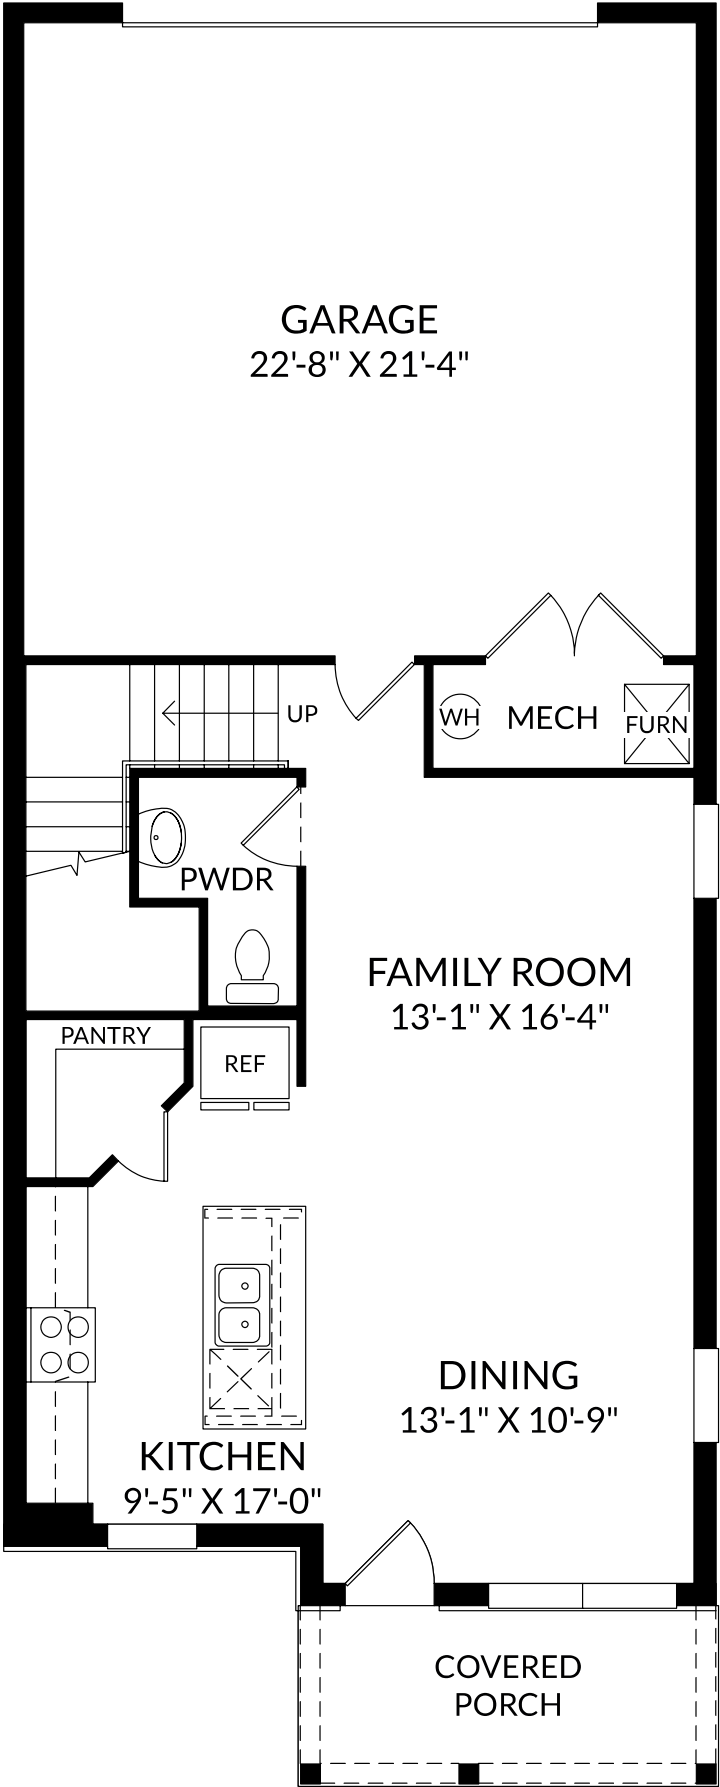 GARAGE
22'-8" X 21'-4"
UP
WH
MECH
FURN
PWDR
FAMILY ROOM
13'-1" X 16'-4"
PANTRY
REF
DINING
13'-1" X 10'-9"
KITCHEN
9'-5" X 17'-0"
COVERED
PORCH